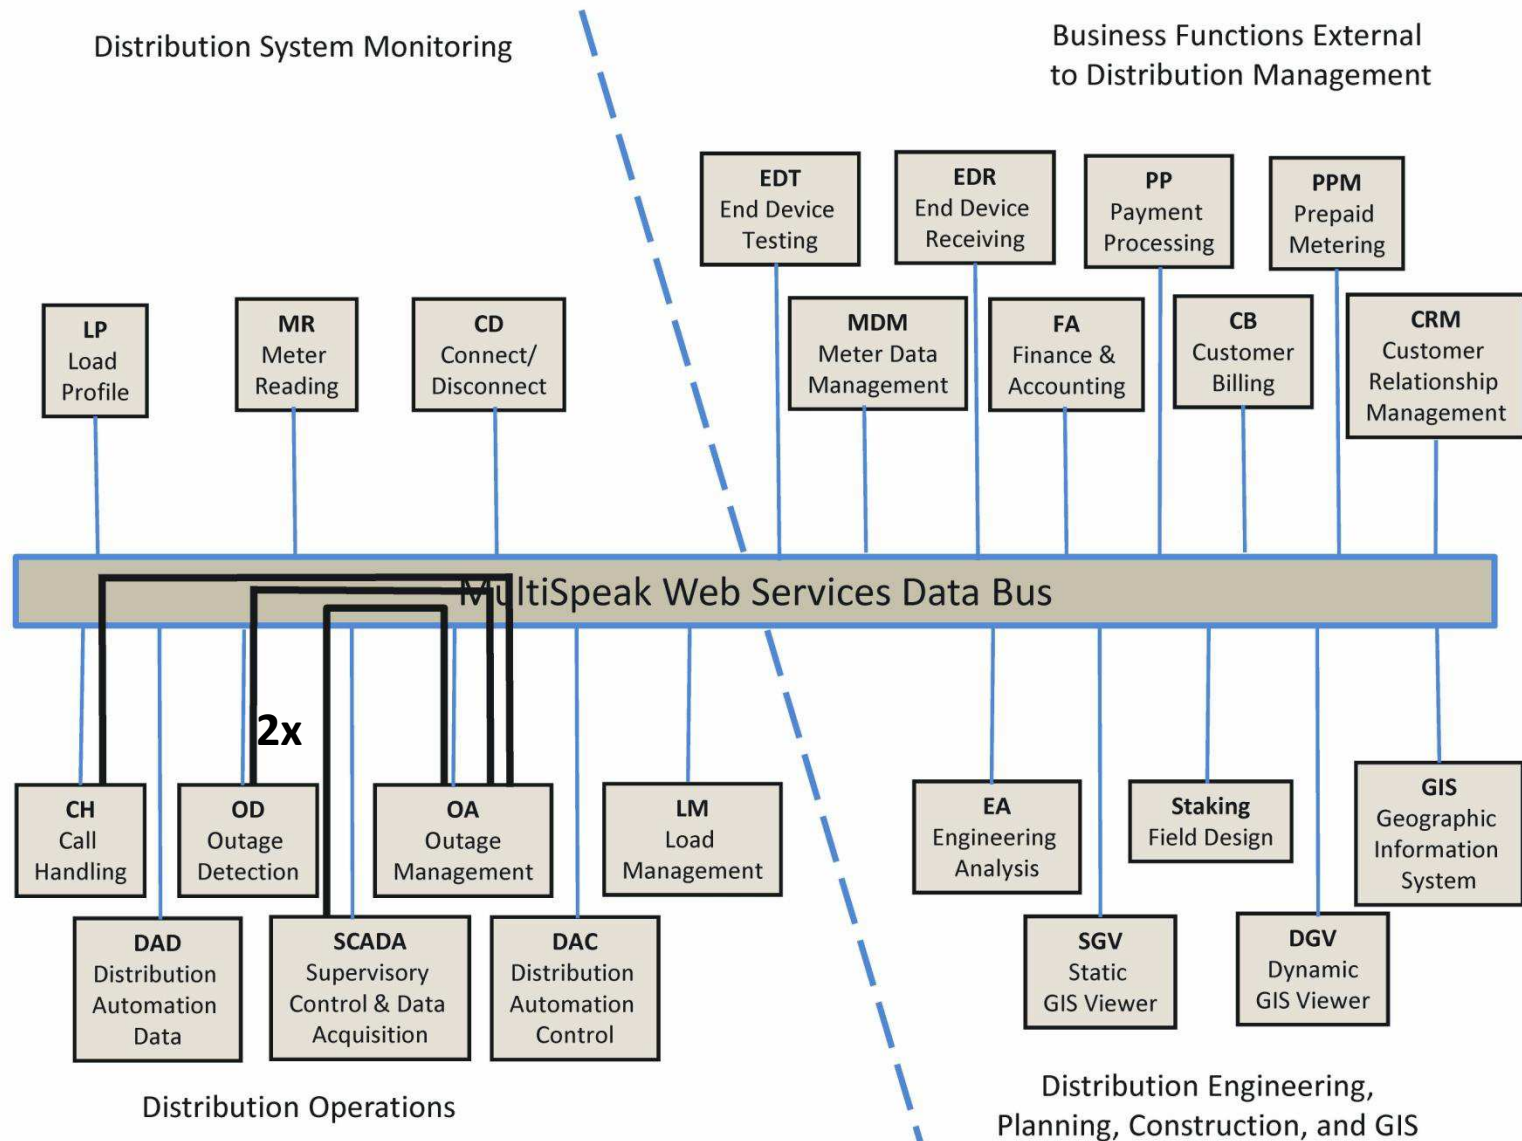 Distribution System Monitoring
Business Functions External
to Distribution Management
EDT
End Device
Testing
EDR
End Device
Receiving
PP
Payment
Processing
PPM
Prepaid
Metering
LP
Load
Profile
MR
Meter
Reading
CD
Connect/
Disconnect
MDM
Meter Data
Management
FA
Finance &
Accounting
CB
Customer
Billing
CRM
Customer
Relationship
Management
MultiSpeak Web Services Data Bus
2x
CH
Call
Handling
OD
Outage
Detection
OA
Outage
Management
LM
Load
Management
EA
Engineering
Analysis
Staking
Field Design
GIS
Geographic
Information
System
DAD
Distribution
Automation
Data
SCADA
Supervisory
Control & Data
Acquisition
DAC
Distribution
Automation
Control
SGV
Static
GIS Viewer
DGV
Dynamic
GIS Viewer
Distribution Operations
Distribution Engineering,
Planning, Construction, and GIS